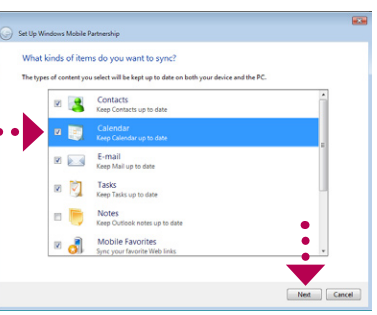 Set Up Windows Mobile Partnership
What kinds of items do you want to sync?
The types of content you select will be kept up to date on both your device and the PC.
Contacts
Keep Contacts up to date
Calendar
Keep Calendar up to date
E-mail
Keep Mail up to date
Tasks
Keep Tasks up to date
Notes
Keep Outlook notes up to date
Mobile Favorites
Sync your favorite Web links
Next Cancel